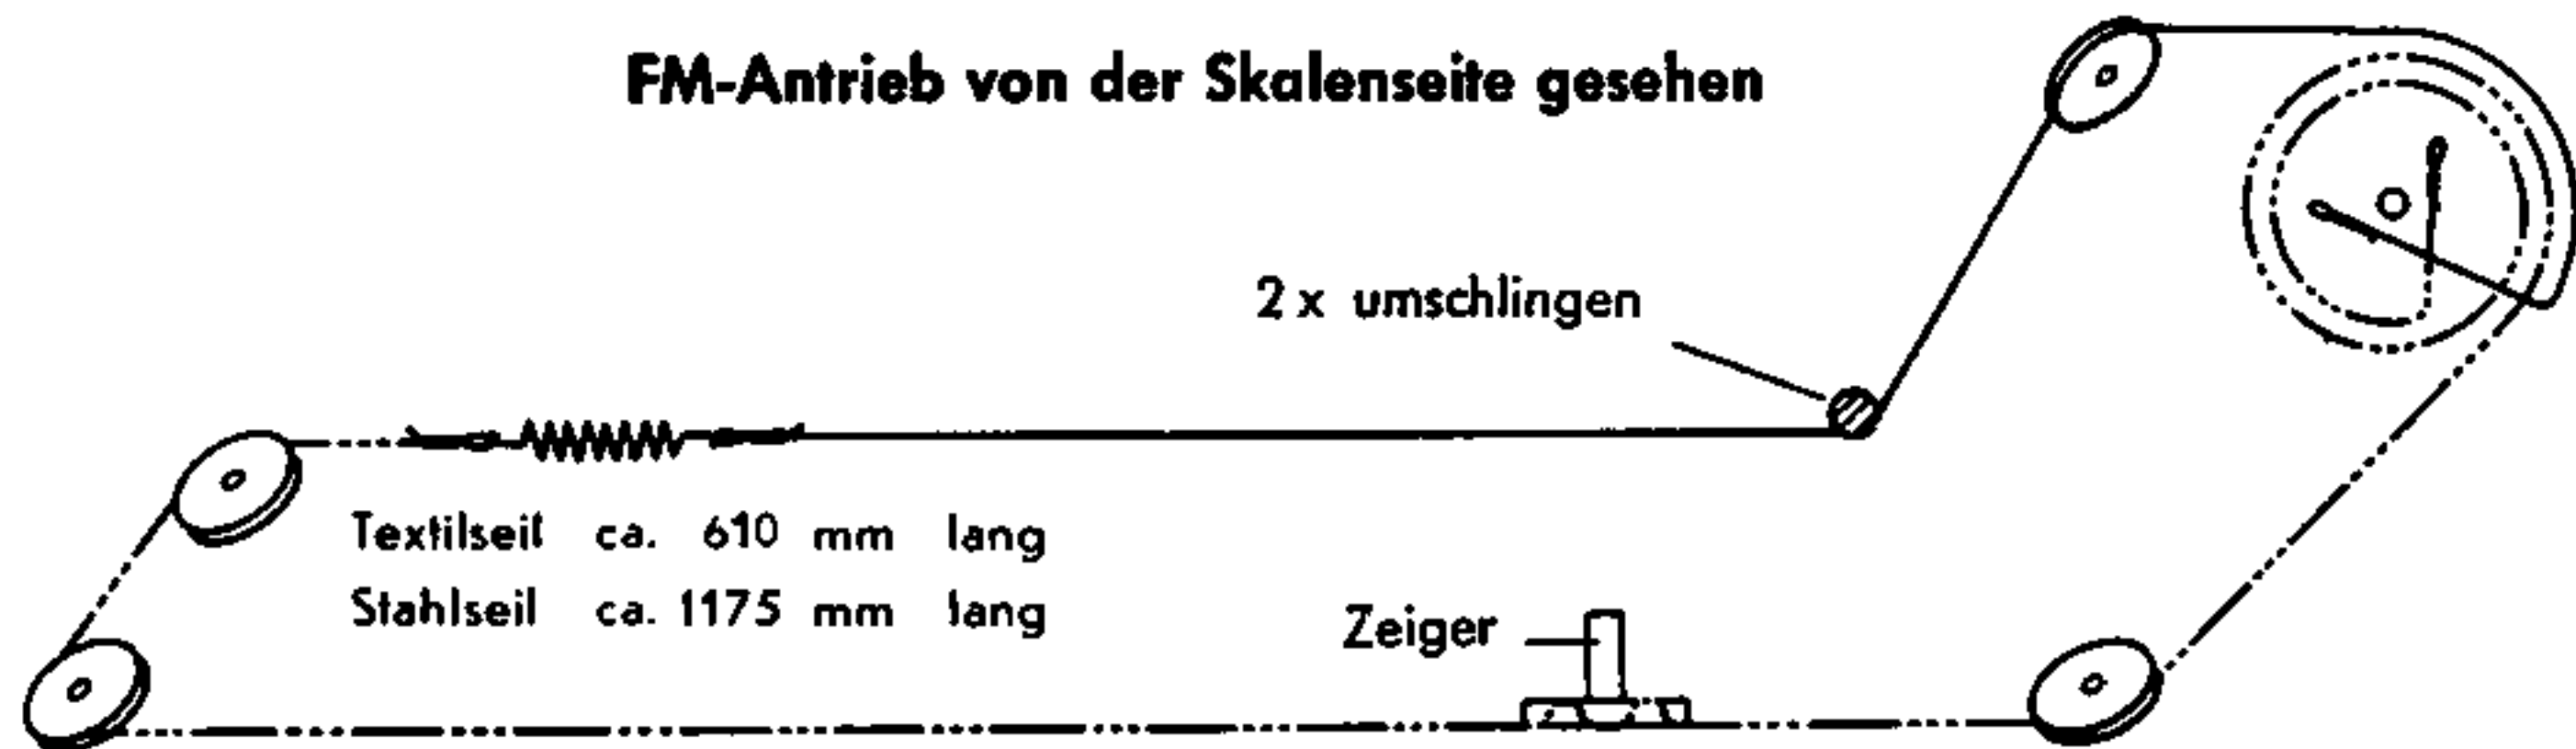 FM-Antrieb von der Skalenseite gesehen
2 x umschlingen
Textilseil ca. 610 mm lang
Stahlseil ca. 1175 mm lang
Zeiger